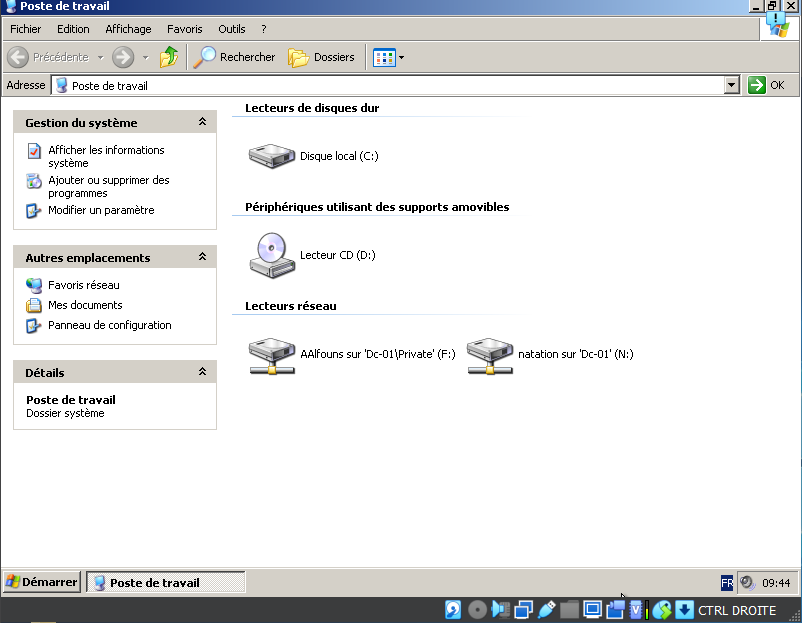 Poste de travail
Fichier Edition Affichage Favoris Outils ?
Précédente Rechercher Dossiers
Adresse Poste de travail OK
Gestion du système
Afficher les informations
système
Ajouter ou supprimer des
programmes
Modifier un paramètre
Autres emplacements
Favoris réseau
Mes documents
Panneau de configuration
Détails
Poste de travail
Dossier système
Lecteurs de disques dur
Disque local (C:)
Périphériques utilisant des supports amovibles
Lecteur CD (D:)
Lecteurs réseau
AAlfouns sur 'Dc-01\Private' (F:)
natation sur 'Dc-01' (N:)
Démarrer Poste de travail FR 09:44
CTRL DROITE